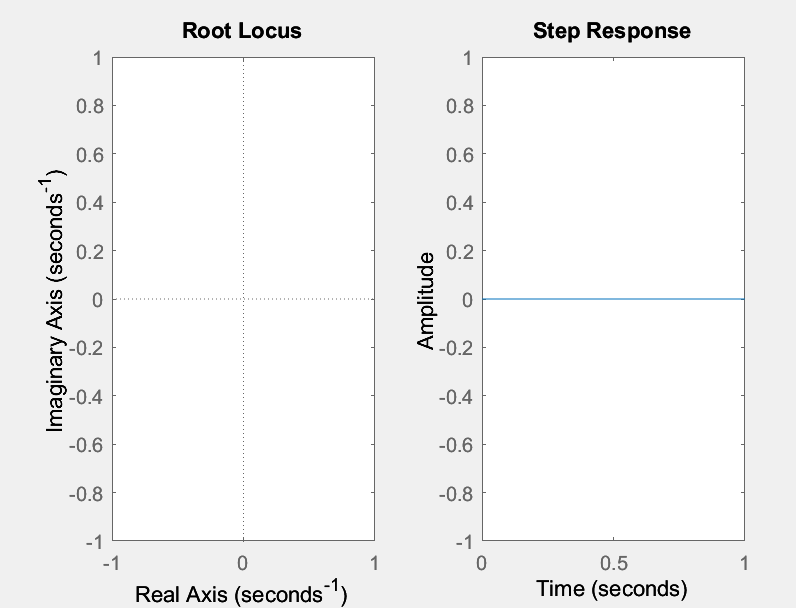 Root Locus
1
0.8
0.6
0.4
0.2
0
-0.2
-0.4
-0.6
-0.8
-1
-1 0 1
Imaginary Axis (seconds⁻¹)
Real Axis (seconds⁻¹)
Step Response
1
0.8
0.6
0.4
0.2
0
-0.2
-0.4
-0.6
-0.8
-1
0 0.5 1
Amplitude
Time (seconds)